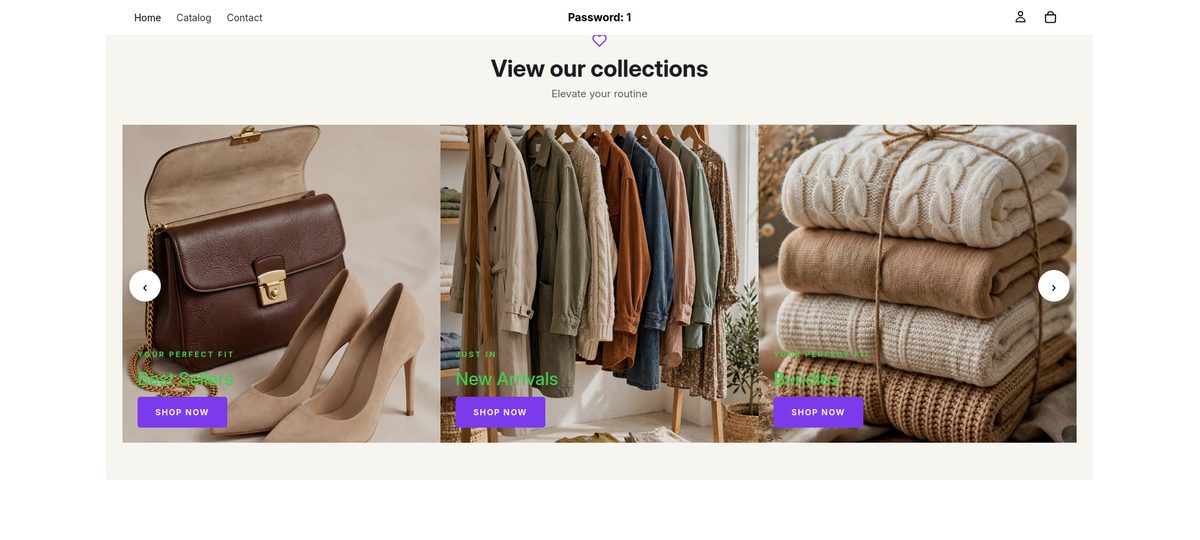 Home Catalog Contact
Password: 1
View our collections
Elevate your routine
YOUR PERFECT FIT
Best Sellers
SHOP NOW
JUST IN
New Arrivals
SHOP NOW
YOUR PERFECT FIT
Bundles
SHOP NOW